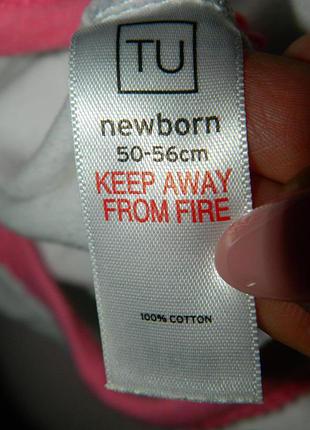 TU
newborn
50-56cm
KEEP AWAY
FROM FIRE
100% COTTON